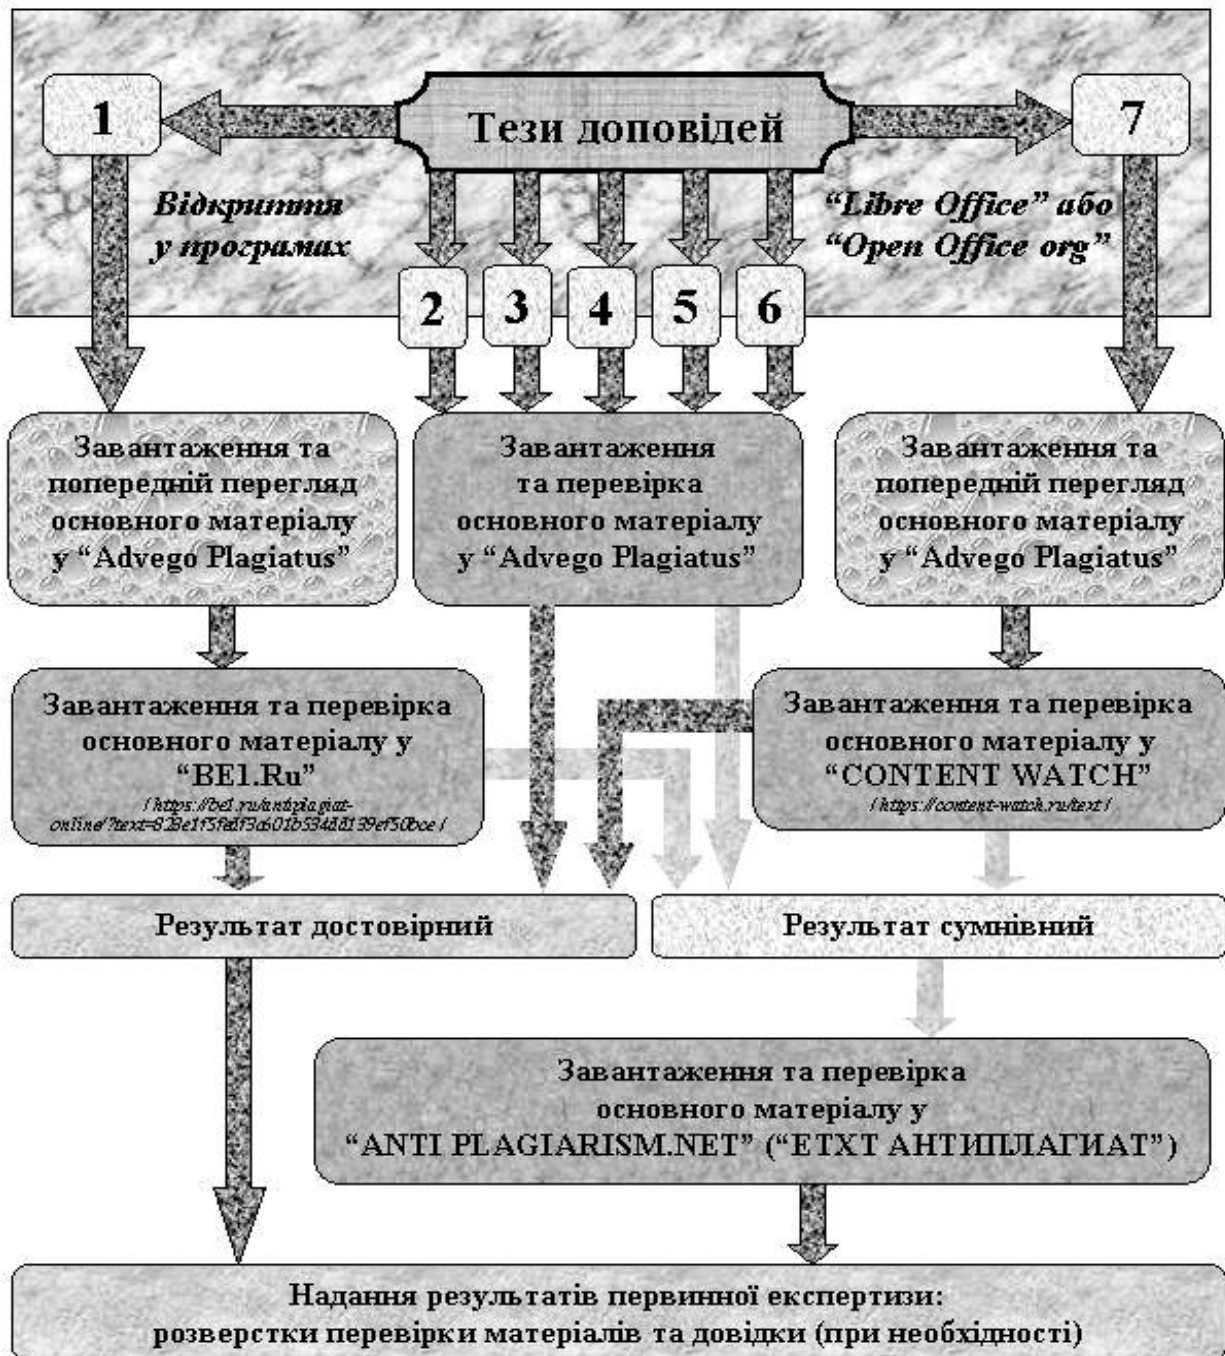 1
Тези доповідей
7
Відкриття
у програмах
“Libre Office” або
“Open Office org”
2
3
4
5
6
Завантаження та
попередній перегляд
основного матеріалу
у “Advego Plagiatus”
Завантаження
та перевірка
основного матеріалу
у “Advego Plagiatus”
Завантаження та
попередній перегляд
основного матеріалу
у “Advego Plagiatus”
Завантаження та перевірка
основного матеріалу у
“BE1.Ru”
/ https://be1.ru/antiplagiat-
Завантаження та перевірка
основного матеріалу у
“CONTENT WATCH”
/ https://content-watch.ru/text /
Результат достовірний
Результат сумнівний
Завантаження та перевірка
основного матеріалу у
“ANTI PLAGIARISM.NET” (“ETXT АНТИПЛАГИАТ”)
Надання результатів первинної експертизи:
розверстки перевірки матеріалів та довідки (при необхідності)